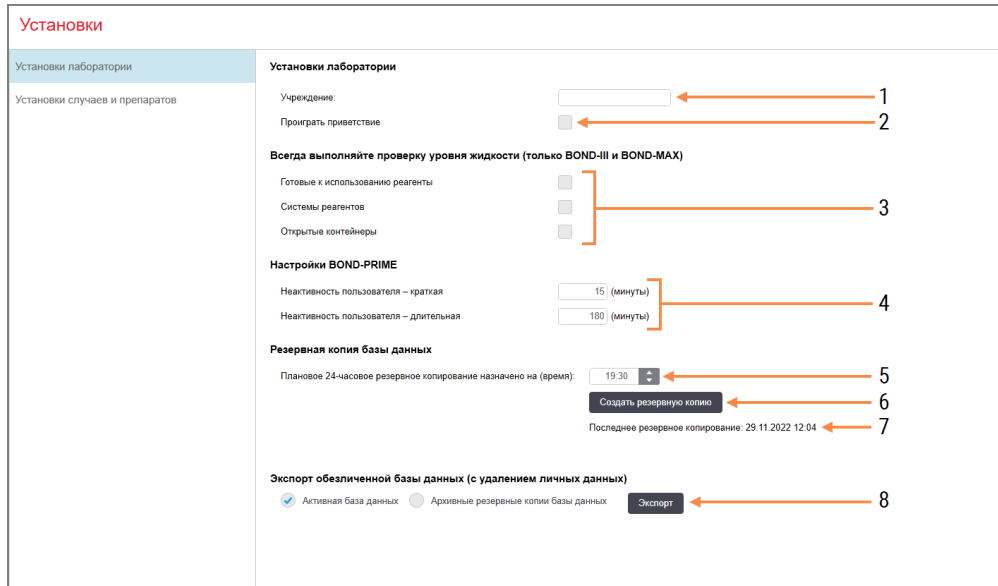 Установки
Установки лаборатории
Установки случаев и препаратов
Установки лаборатории
Учреждение: 1
Проиграть приветствие 2
Всегда выполняйте проверку уровня жидкости (только BOND-III и BOND-MAX)
Готовые к использованию реагенты
Системы реагентов 3
Открытые контейнеры
Настройки BOND-PRIME
Неактивность пользователя – краткая 15 (минуты)
4
Неактивность пользователя – длительная 180 (минуты)
Резервная копия базы данных
Плановое 24-часовое резервное копирование назначено на (время): 19:30 5
Создать резервную копию 6
Последнее резервное копирование: 29.11.2022 12:04 7
Экспорт обезличенной базы данных (с удалением личных данных)
Активная база данных Архивные резервные копии базы данных Экспорт 8